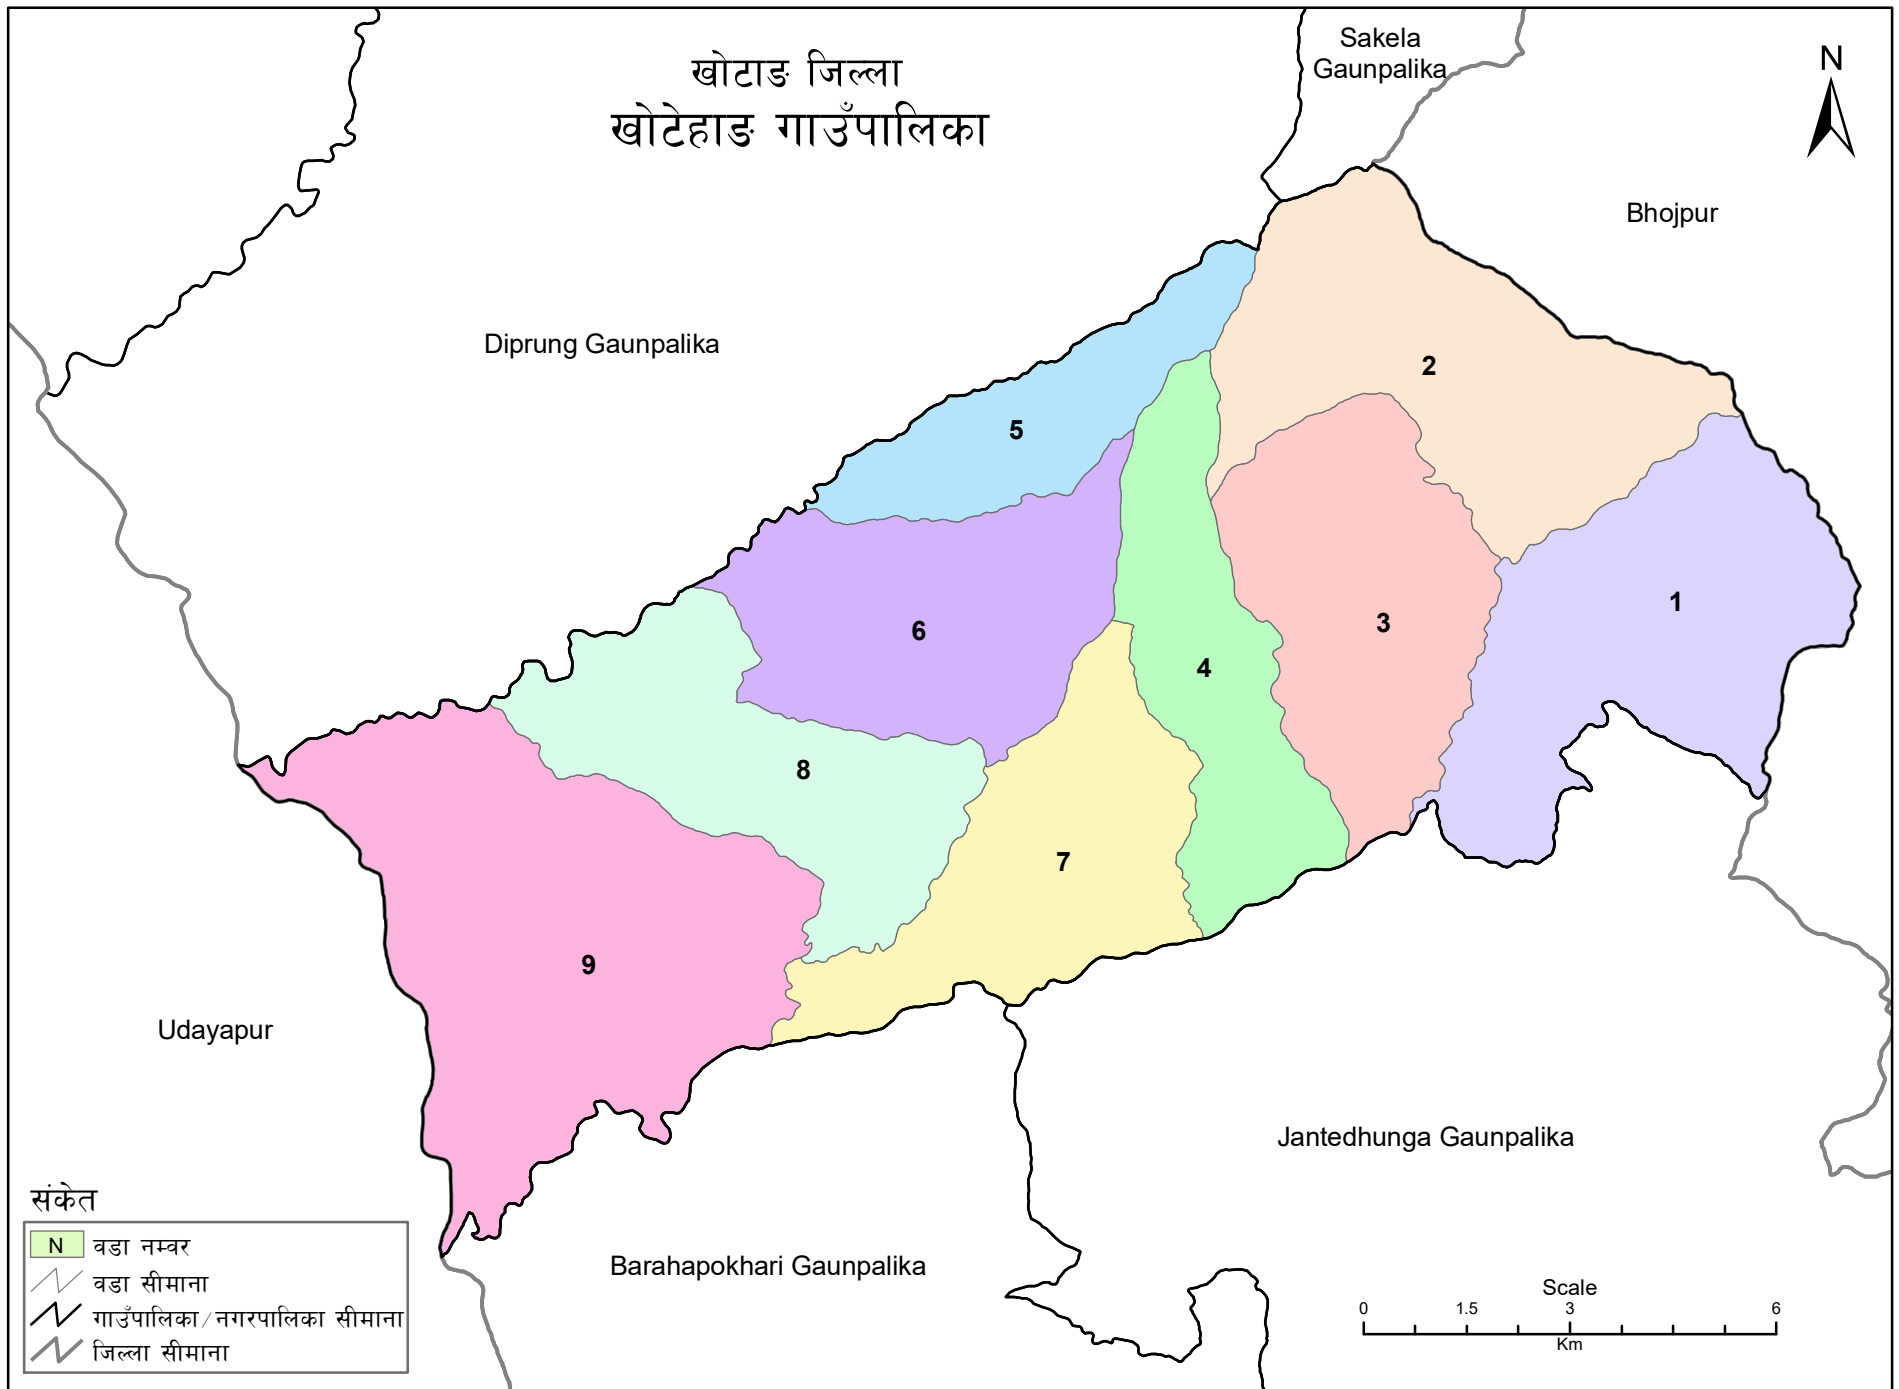 खोटाङ जिल्ला
खोटेहाङ गाउँपालिका
Sakela
Gaunpalika
N
Bhojpur
Diprung Gaunpalika
2
5
1
3
6
4
8
7
9
Udayapur
Jantedhunga Gaunpalika
Barahapokhari Gaunpalika
संकेत
N वडा नम्वर
वडा सीमाना
गाउँपालिका/नगरपालिका सीमाना
जिल्ला सीमाना
Scale
0 1.5 3 6
Km